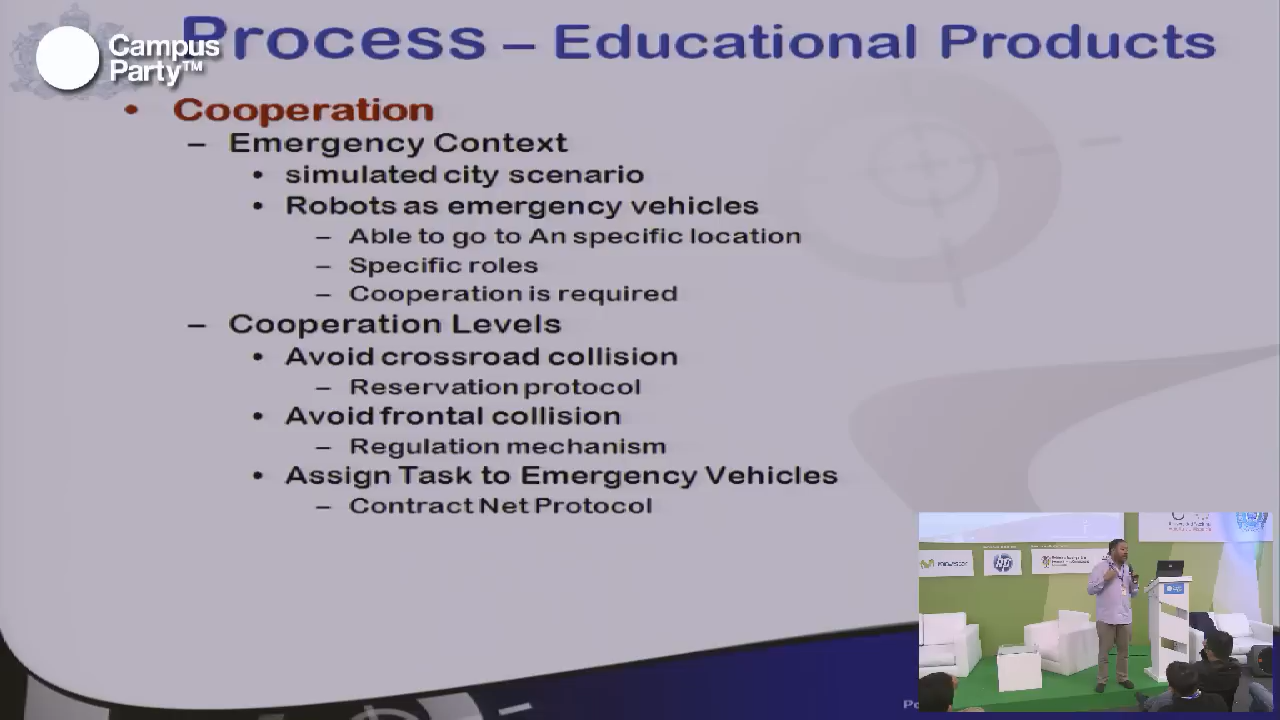 Process – Educational Products
Campus
Party™
• Cooperation
– Emergency Context
• simulated city scenario
• Robots as emergency vehicles
– Able to go to An specific location
– Specific roles
– Cooperation is required
– Cooperation Levels
• Avoid crossroad collision
– Reservation protocol
• Avoid frontal collision
– Regulation mechanism
• Assign Task to Emergency Vehicles
– Contract Net Protocol
movistar
hp